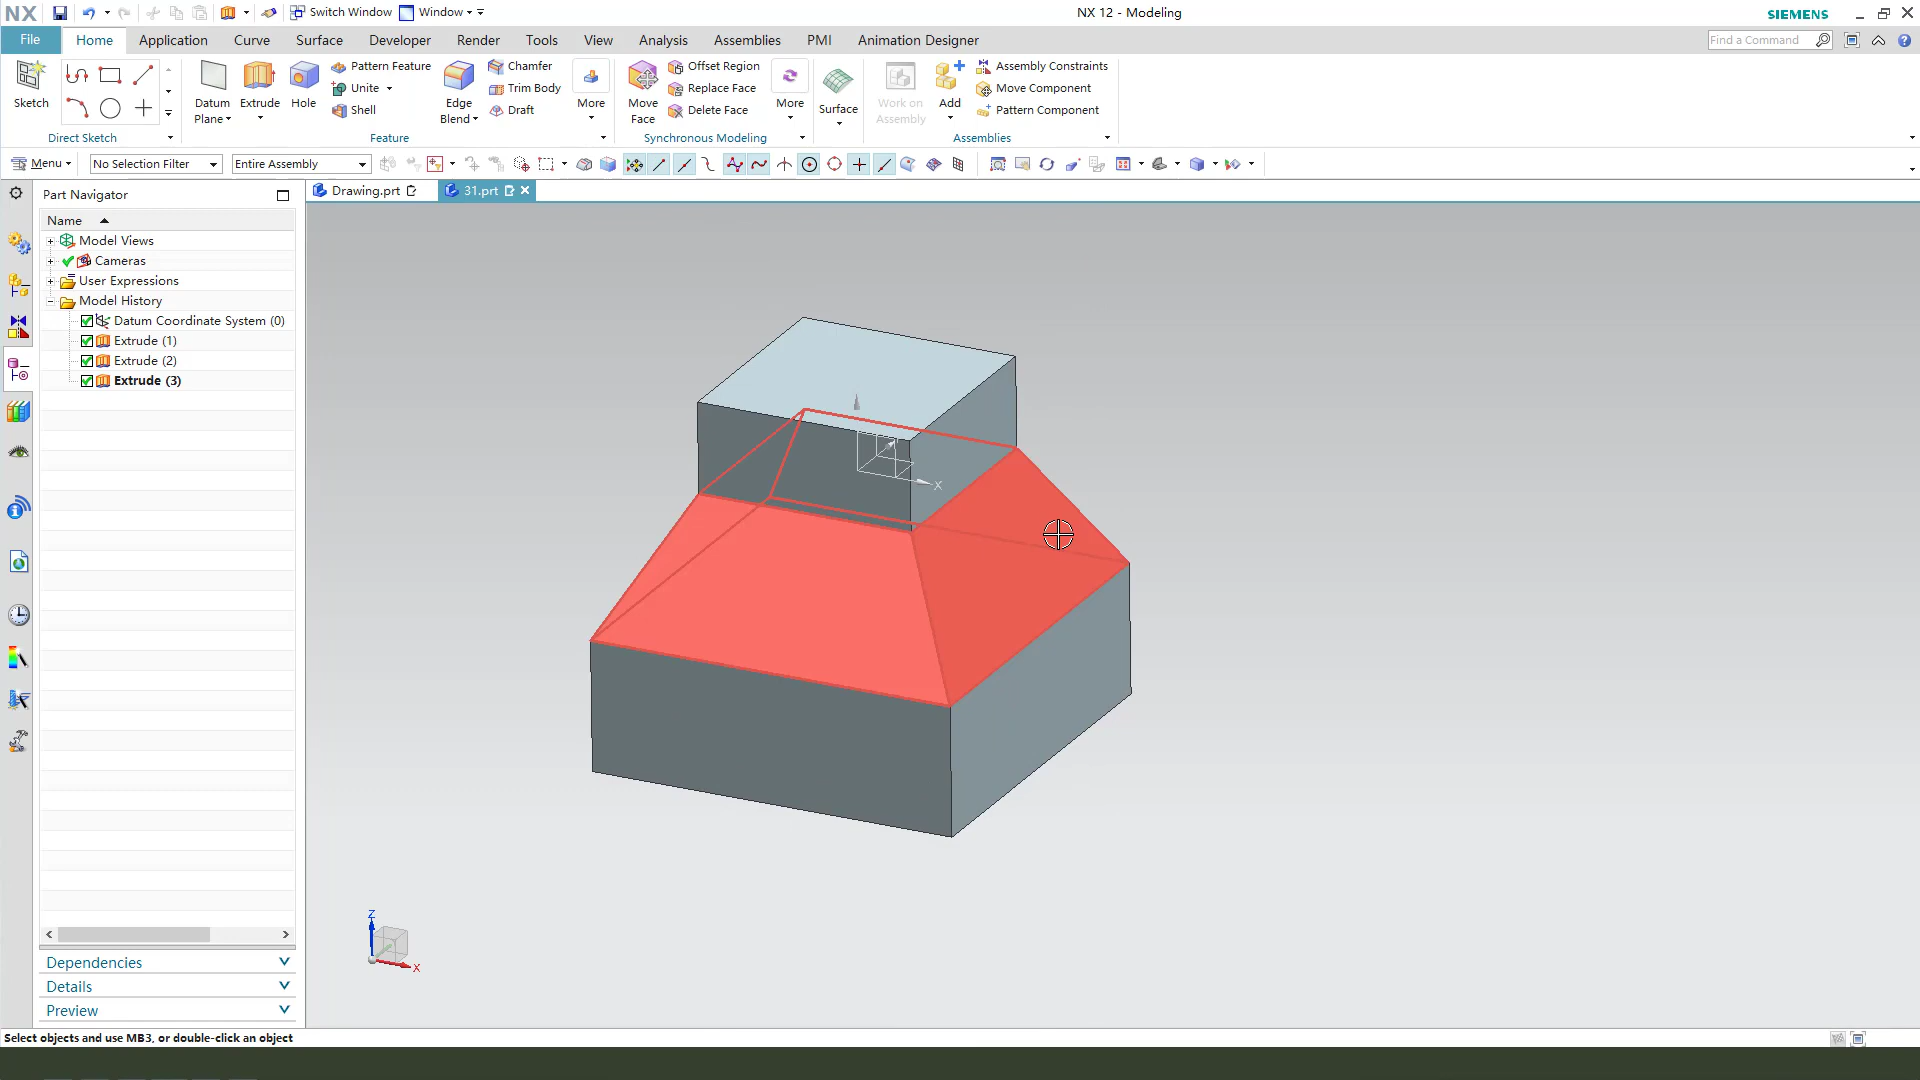 NX
Switch Window
Window
NX 12 - Modeling
SIEMENS
File
Home
Application
Curve
Surface
Developer
Render
Tools
View
Analysis
Assemblies
PMI
Animation Designer
Find a Command
Sketch
Direct Sketch
Datum Plane
Extrude
Hole
Pattern Feature
Unite
Shell
Edge Blend
Chamfer
Trim Body
Draft
More
Feature
Move Face
Offset Region
Replace Face
Delete Face
More
Synchronous Modeling
Surface
Work on Assembly
Add
Assembly Constraints
Move Component
Pattern Component
Assemblies
Menu
No Selection Filter
Entire Assembly
Part Navigator
Drawing.prt
31.prt
Name
Model Views
Cameras
User Expressions
Model History
Datum Coordinate System (0)
Extrude (1)
Extrude (2)
Extrude (3)
X
Z
X
Dependencies
Details
Preview
Select objects and use MB3, or double-click an object